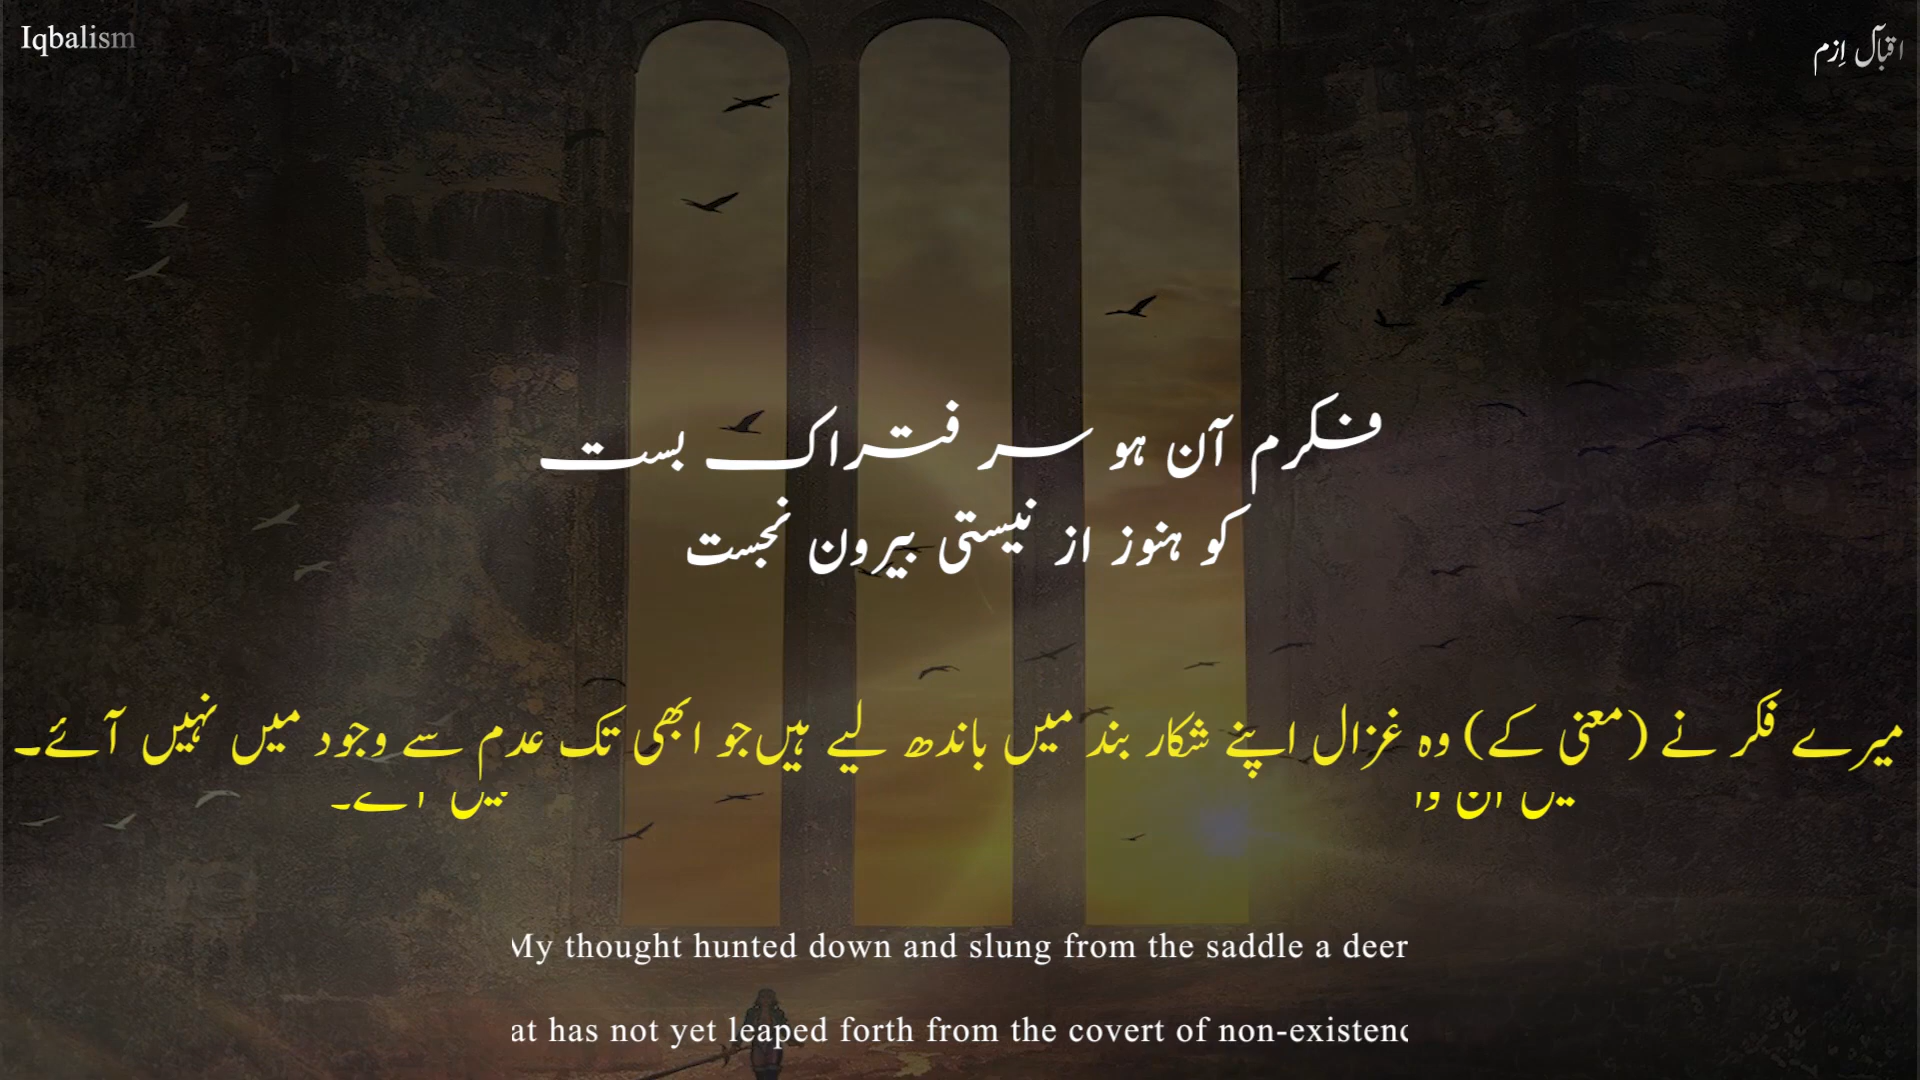 Iqbalism
اقبال اِزم
فکرم آن ہو سر فتراک بست
کو ہنوز از نیستی بیرون نجست
میرے فکر نے (معنی کے) وہ غزال اپنے شکار بند میں باندھ لیے ہیں جو ابھی تک عدم سے وجود میں نہیں آئے۔
My thought hunted down and slung from the saddle a deer
at has not yet leaped forth from the covert of non-existenc